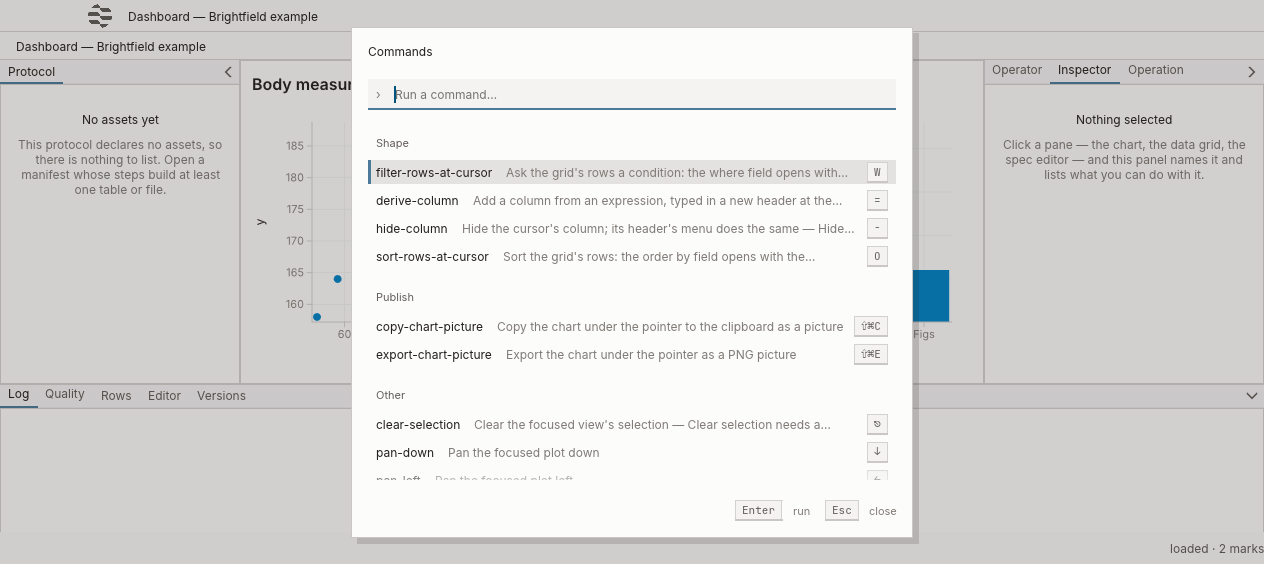 Dashboard — Brightfield example
Dashboard — Brightfield example
Protocol
No assets yet
This protocol declares no assets, so
there is nothing to list. Open a
manifest whose steps build at least
one table or file.
Body measur
y
185
180
175
170
165
160
60
Figs
Commands
› Run a command...
Shape
filter-rows-at-cursor Ask the grid's rows a condition: the where field opens with... W
derive-column Add a column from an expression, typed in a new header at the... =
hide-column Hide the cursor's column; its header's menu does the same — Hide... -
sort-rows-at-cursor Sort the grid's rows: the order by field opens with the... O
Publish
copy-chart-picture Copy the chart under the pointer to the clipboard as a picture ⇧⌘C
export-chart-picture Export the chart under the pointer as a PNG picture ⇧⌘E
Other
clear-selection Clear the focused view's selection — Clear selection needs a... ⎋
pan-down Pan the focused plot down ↓
pan-left Pan the focused plot left ←
Enter run Esc close
Operator Inspector Operation
Nothing selected
Click a pane — the chart, the data grid, the
spec editor — and this panel names it and
lists what you can do with it.
Log Quality Rows Editor Versions
loaded · 2 marks